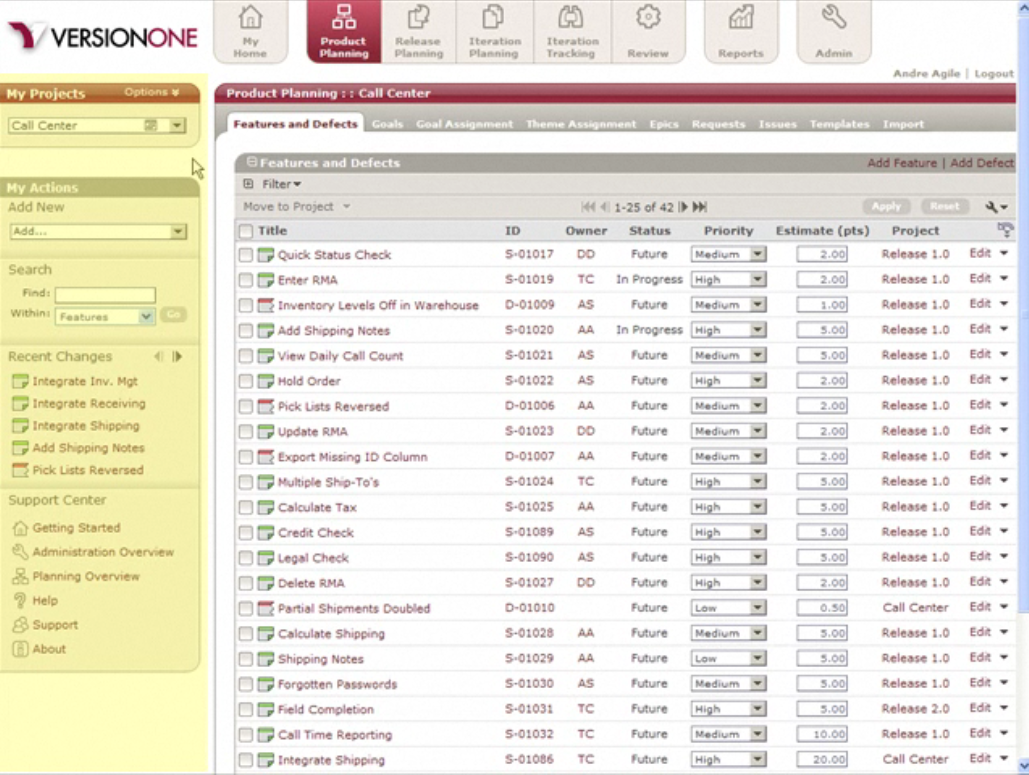 VERSIONONE
My Home
Product Planning
Release Planning
Iteration Planning
Iteration Tracking
Review
Reports
Admin
Andre Agile | Logout
My Projects Options
Call Center
My Actions
Add New
Add...
Search
Find:
Within: Features Go
Recent Changes
Integrate Inv. Mgt
Integrate Receiving
Integrate Shipping
Add Shipping Notes
Pick Lists Reversed
Support Center
Getting Started
Administration Overview
Planning Overview
Help
Support
About
Product Planning :: Call Center
Features and Defects Goals Goal Assignment Theme Assignment Epics Requests Issues Templates Import
Features and Defects Add Feature | Add Defect
Filter
Move to Project 1-25 of 42 Apply Reset
Title ID Owner Status Priority Estimate (pts) Project
Quick Status Check S-01017 DD Future Medium 2.00 Release 1.0 Edit
Enter RMA S-01019 TC In Progress High 2.00 Release 1.0 Edit
Inventory Levels Off in Warehouse D-01009 AS Future Medium 1.00 Release 1.0 Edit
Add Shipping Notes S-01020 AA In Progress High 5.00 Release 1.0 Edit
View Daily Call Count S-01021 AS Future Medium 5.00 Release 1.0 Edit
Hold Order S-01022 AS Future High 2.00 Release 1.0 Edit
Pick Lists Reversed D-01006 AA Future Medium 2.00 Release 1.0 Edit
Update RMA S-01023 DD Future Medium 2.00 Release 1.0 Edit
Export Missing ID Column D-01007 AA Future Medium 2.00 Release 1.0 Edit
Multiple Ship-To's S-01024 TC Future High 5.00 Release 1.0 Edit
Calculate Tax S-01025 AA Future High 5.00 Release 1.0 Edit
Credit Check S-01089 AS Future High 5.00 Release 1.0 Edit
Legal Check S-01090 AS Future High 5.00 Release 1.0 Edit
Delete RMA S-01027 DD Future High 2.00 Release 1.0 Edit
Partial Shipments Doubled D-01010 Future Low 0.50 Call Center Edit
Calculate Shipping S-01028 AA Future Medium 5.00 Release 1.0 Edit
Shipping Notes S-01029 AA Future Low 5.00 Release 1.0 Edit
Forgotten Passwords S-01030 AS Future Medium 5.00 Release 1.0 Edit
Field Completion S-01031 TC Future High 5.00 Release 2.0 Edit
Call Time Reporting S-01032 TC Future Medium 10.00 Release 1.0 Edit
Integrate Shipping S-01086 TC Future High 20.00 Call Center Edit